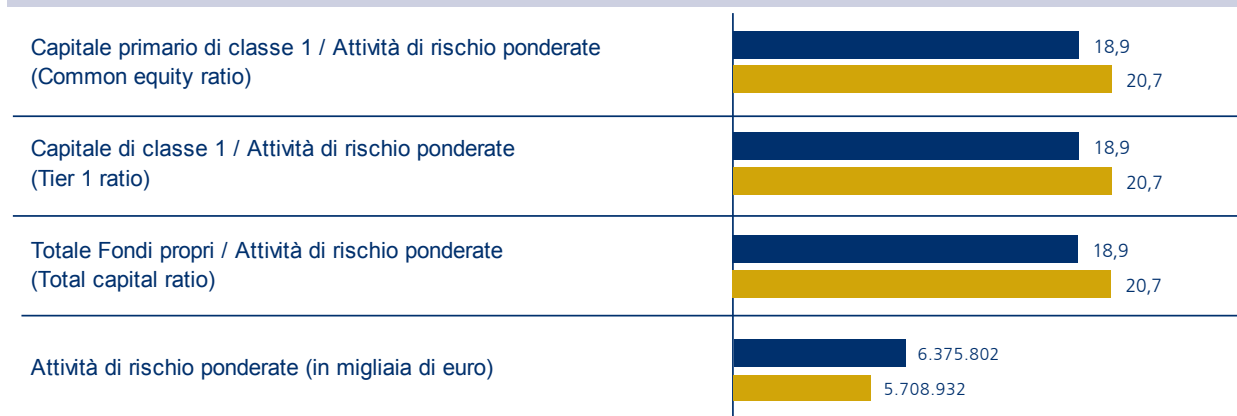 Capitale primario di classe 1 / Attività di rischio ponderate
(Common equity ratio)
18,9
20,7
Capitale di classe 1 / Attività di rischio ponderate
(Tier 1 ratio)
18,9
20,7
Totale Fondi propri / Attività di rischio ponderate
(Total capital ratio)
18,9
20,7
Attività di rischio ponderate (in migliaia di euro)
6.375.802
5.708.932